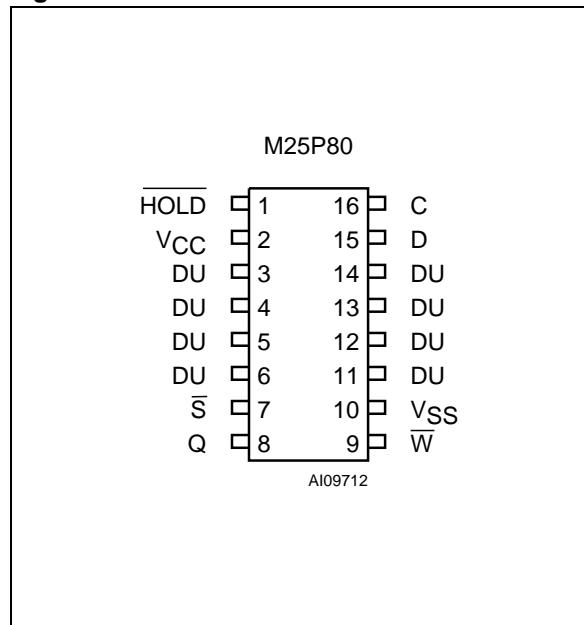 M25P80
H̅O̅L̅D̅ 1 16 C
VCC 2 15 D
DU 3 14 DU
DU 4 13 DU
DU 5 12 DU
DU 6 11 DU
S̅ 7 10 VSS
Q 8 9 W̅
AI09712